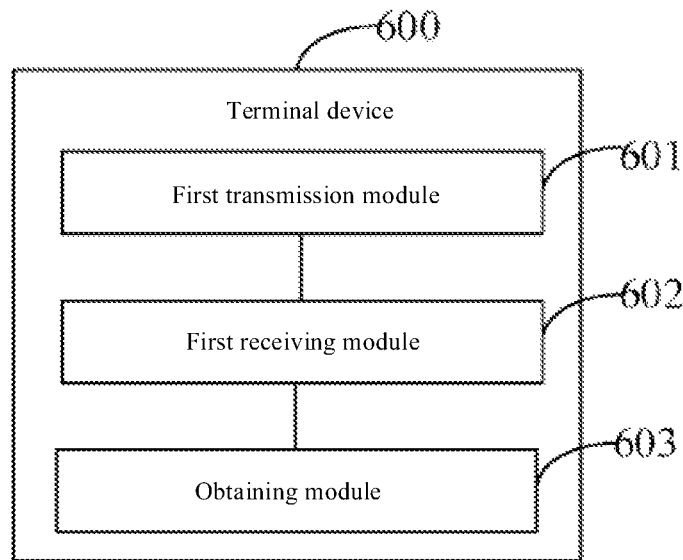 600
Terminal device
601
First transmission module
602
First receiving module
603
Obtaining module